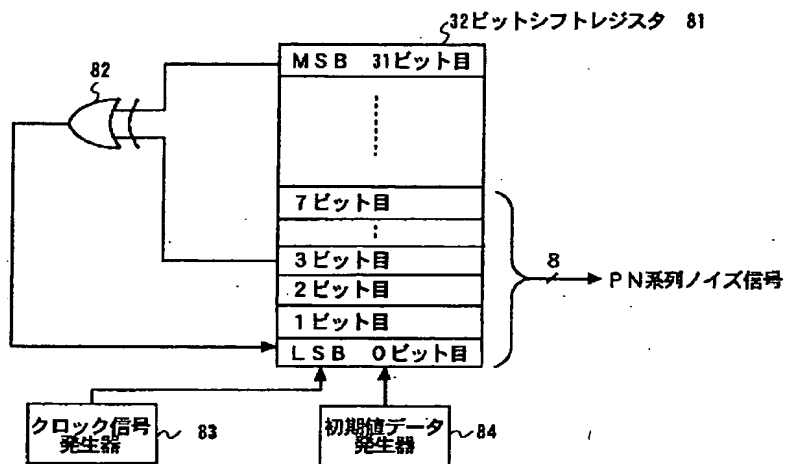 32ビットシフトレジスタ 81
82
MSB 31ビット目
7ビット目
3ビット目
2ビット目
1ビット目
LSB 0ビット目
8
PN系列ノイズ信号
クロック信号
発生器
83
初期値データ
発生器
84